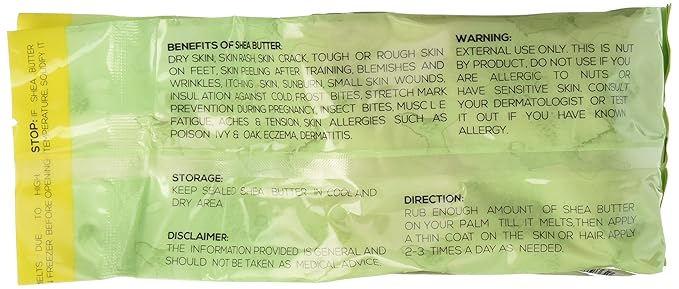 BENEFITS OF SHEA BUTTER:
DRY SKIN, SKIN RASH, SKIN CRACK, TOUGH OR ROUGH SKIN
ON FEET, SKIN PEELING AFTER TRAINING, BLEMISHES AND
WRINKLES, ITCHING SKIN, SUNBURN, SMALL SKIN WOUNDS,
INSULATION AGAINST COLD, FROST BITES, STRETCH MARK
PREVENTION DURING PREGNANCY, INSECT BITES, MUSCLE
FATIGUE, ACHES & TENSION, SKIN ALLERGIES SUCH AS
POISON IVY & OAK, ECZEMA, DERMATITIS.
WARNING:
EXTERNAL USE ONLY. THIS IS NUT
BY PRODUCT, DO NOT USE IF YOU
ARE ALLERGIC TO NUTS OR
HAVE SENSITIVE SKIN, CONSULT
YOUR DERMATOLOGIST OR TEST
IT OUT IF YOU HAVE KNOWN
ALLERGY.
STORAGE:
KEEP SEALED SHEA BUTTER, IN COOL AND
DRY AREA
DISCLAIMER:
THE INFORMATION PROVIDED IS GENERAL AND
SHOULD NOT BE TAKEN AS MEDICAL ADVICE.
DIRECTION:
RUB ENOUGH AMOUNT OF SHEA BUTTER
ON YOUR PALM TILL IT MELTS, THEN APPLY
A THIN COAT ON THE SKIN OR HAIR. APPLY
2-3 TIMES A DAY AS NEEDED.
STOP: IF SHEA BUTTER
MELTS DUE TO HIGH TEMPERATURE, SOLIDIFY IT
FREEZER BEFORE OPENING